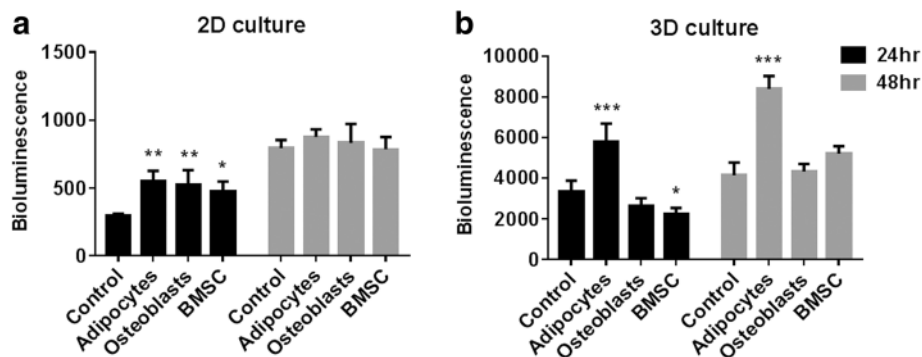 a
2D culture
1500
1000
500
0
Bioluminescence
**
**
*
Control
Adipocytes
Osteoblasts
BMSC
Control
Adipocytes
Osteoblasts
BMSC
b
3D culture
10000
8000
6000
4000
2000
0
Bioluminescence
***
*
***
Control
Adipocytes
Osteoblasts
BMSC
Control
Adipocytes
Osteoblasts
BMSC
24hr
48hr